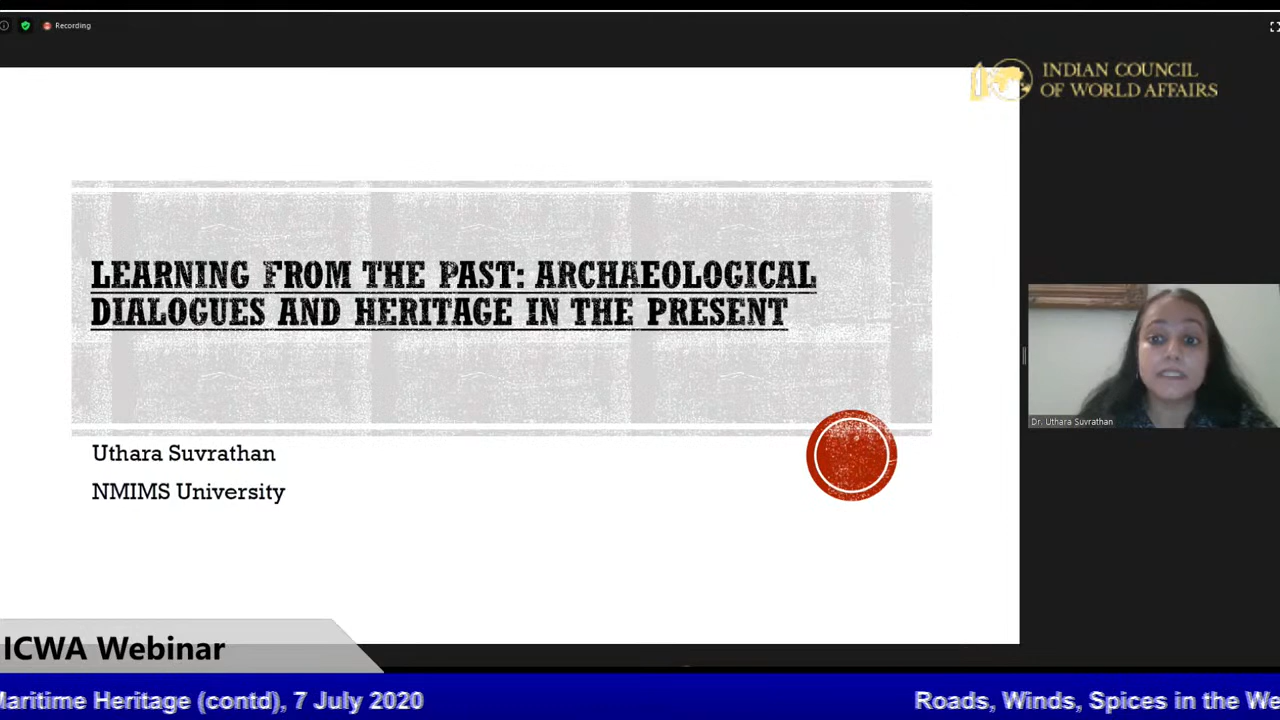 Recording
INDIAN COUNCIL
OF WORLD AFFAIRS
LEARNING FROM THE PAST: ARCHAEOLOGICAL
DIALOGUES AND HERITAGE IN THE PRESENT
Uthara Suvrathan
NMIMS University
Dr. Uthara Suvrathan
ICWA Webinar
Maritime Heritage (contd), 7 July 2020
Roads, Winds, Spices in the We